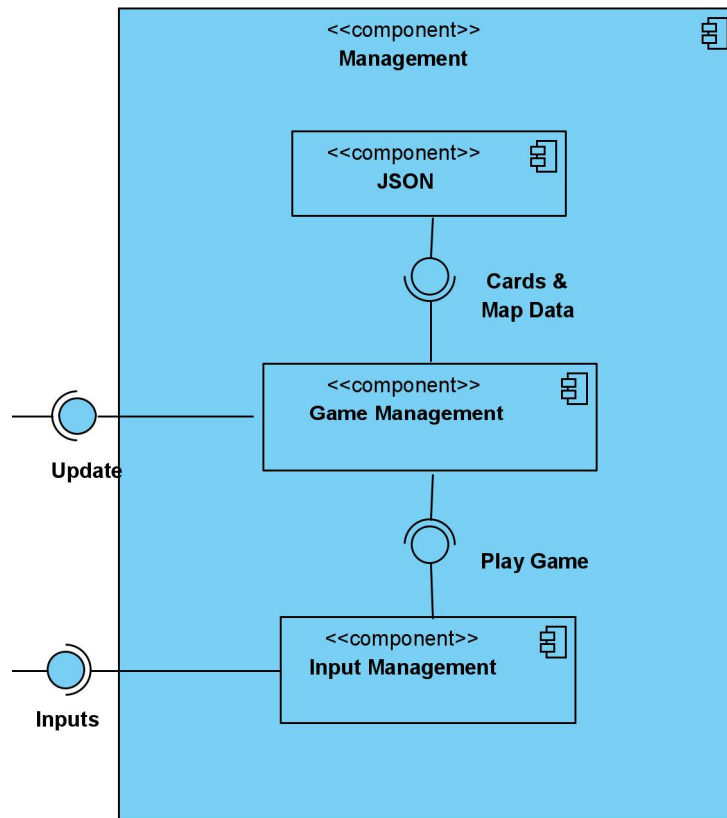 <<component>>
Management
<<component>>
JSON
Cards &
Map Data
<<component>>
Game Management
Update
Play Game
<<component>>
Input Management
Inputs